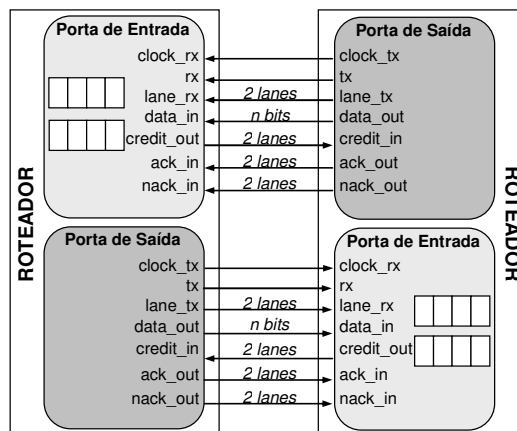 Porta de Entrada
clock_rx
rx
lane_rx
data_in
credit_out
ack_in
nack_in
2 lanes
n bits
2 lanes
2 lanes
2 lanes
Porta de Saída
clock_tx
tx
lane_tx
data_out
credit_in
ack_out
nack_out
ROTEADOR
ROTEADOR
Porta de Saída
clock_tx
tx
lane_tx
data_out
credit_in
ack_out
nack_out
2 lanes
n bits
2 lanes
2 lanes
2 lanes
Porta de Entrada
clock_rx
rx
lane_rx
data_in
credit_out
ack_in
nack_in